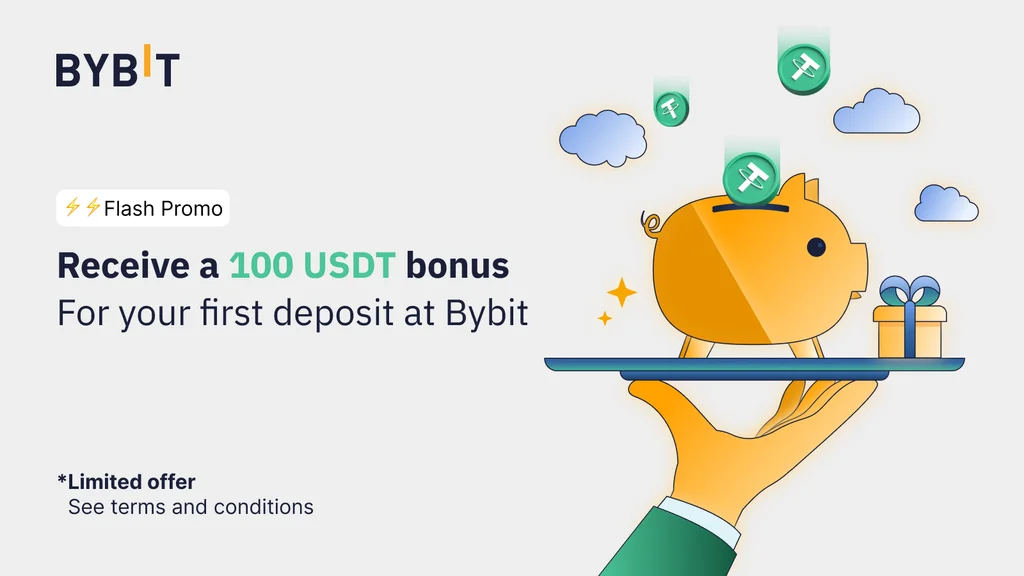 BYBIT
⚡⚡Flash Promo
Receive a 100 USDT bonus
For your first deposit at Bybit
*Limited offer
See terms and conditions